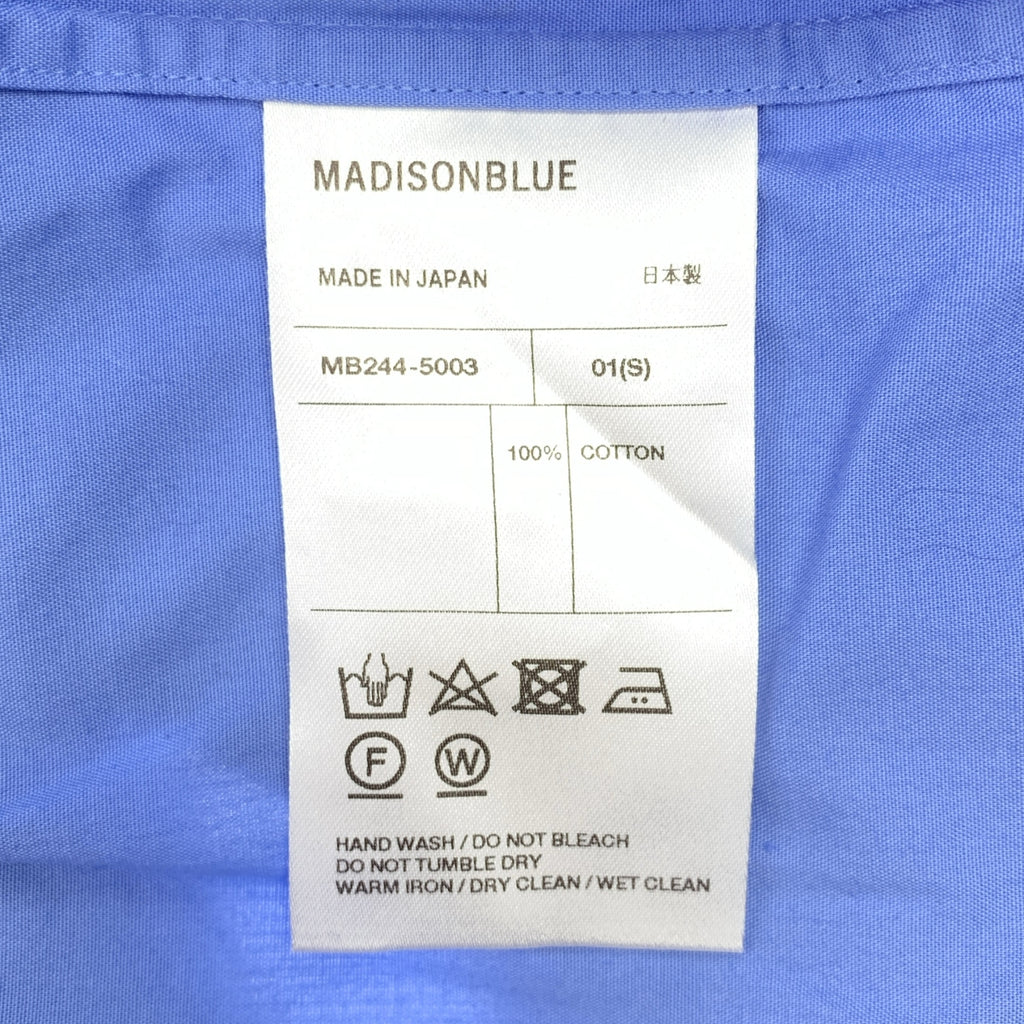 MADISONBLUE
MADE IN JAPAN 日本製
MB244-5003 01(S)
100% COTTON
F W
HAND WASH / DO NOT BLEACH
DO NOT TUMBLE DRY
WARM IRON / DRY CLEAN / WET CLEAN